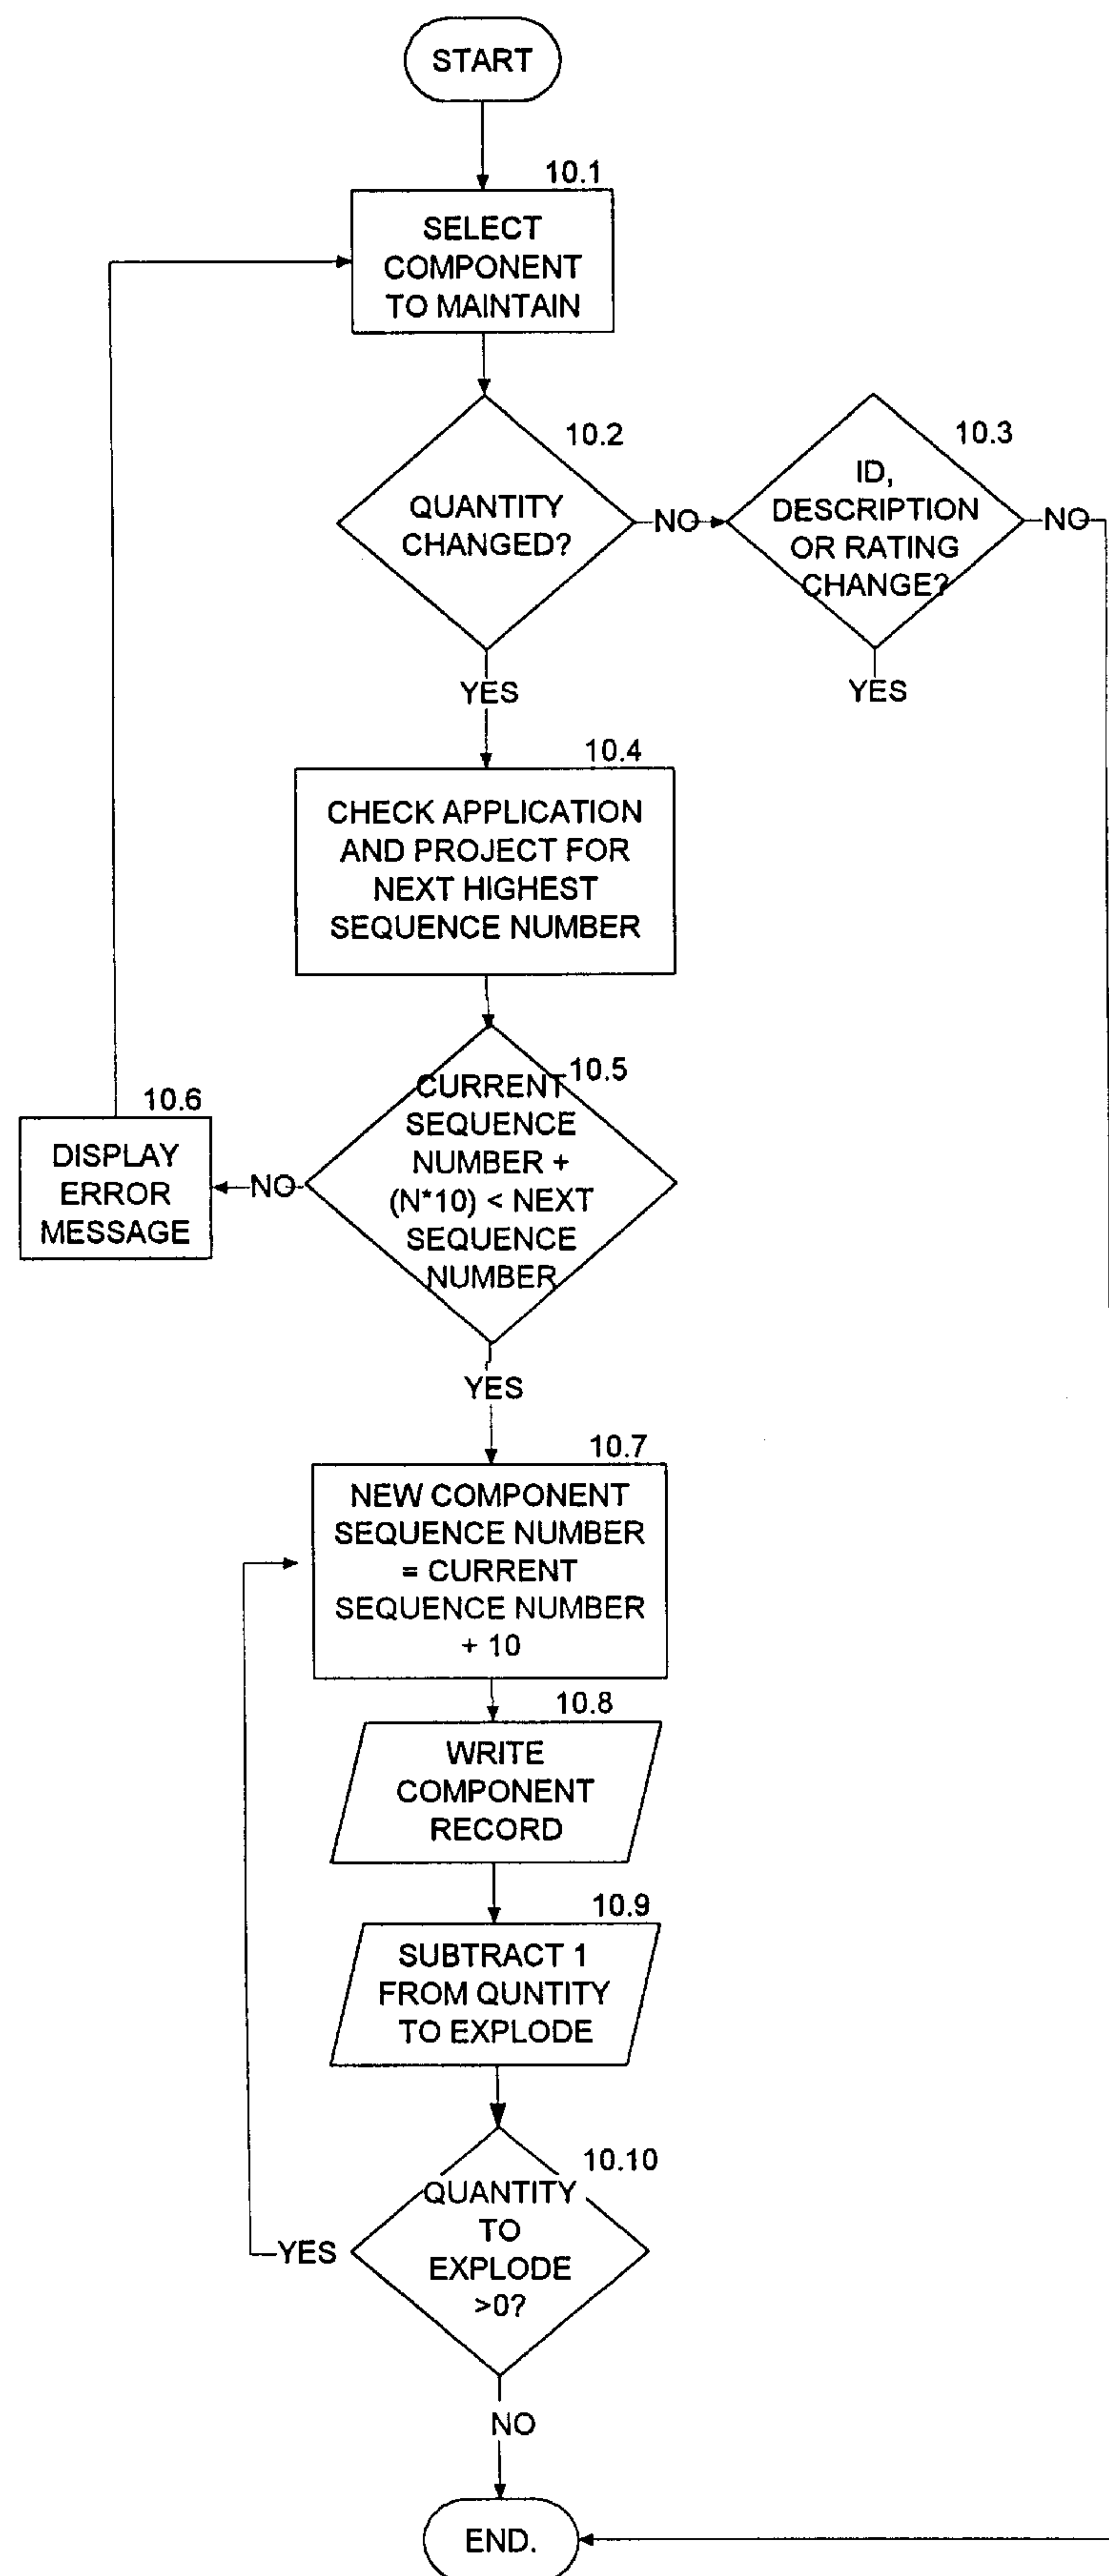 START
10.1
SELECT
COMPONENT
TO MAINTAIN
10.2
QUANTITY
CHANGED?
NO
10.3
ID,
DESCRIPTION
OR RATING
CHANGE?
NO
YES
YES
10.4
CHECK APPLICATION
AND PROJECT FOR
NEXT HIGHEST
SEQUENCE NUMBER
10.5
CURRENT
SEQUENCE
NUMBER +
(N*10) < NEXT
SEQUENCE
NUMBER
NO
10.6
DISPLAY
ERROR
MESSAGE
YES
10.7
NEW COMPONENT
SEQUENCE NUMBER
= CURRENT
SEQUENCE NUMBER
+ 10
10.8
WRITE
COMPONENT
RECORD
10.9
SUBTRACT 1
FROM QUNTITY
TO EXPLODE
10.10
QUANTITY
TO
EXPLODE
>0?
YES
NO
END.